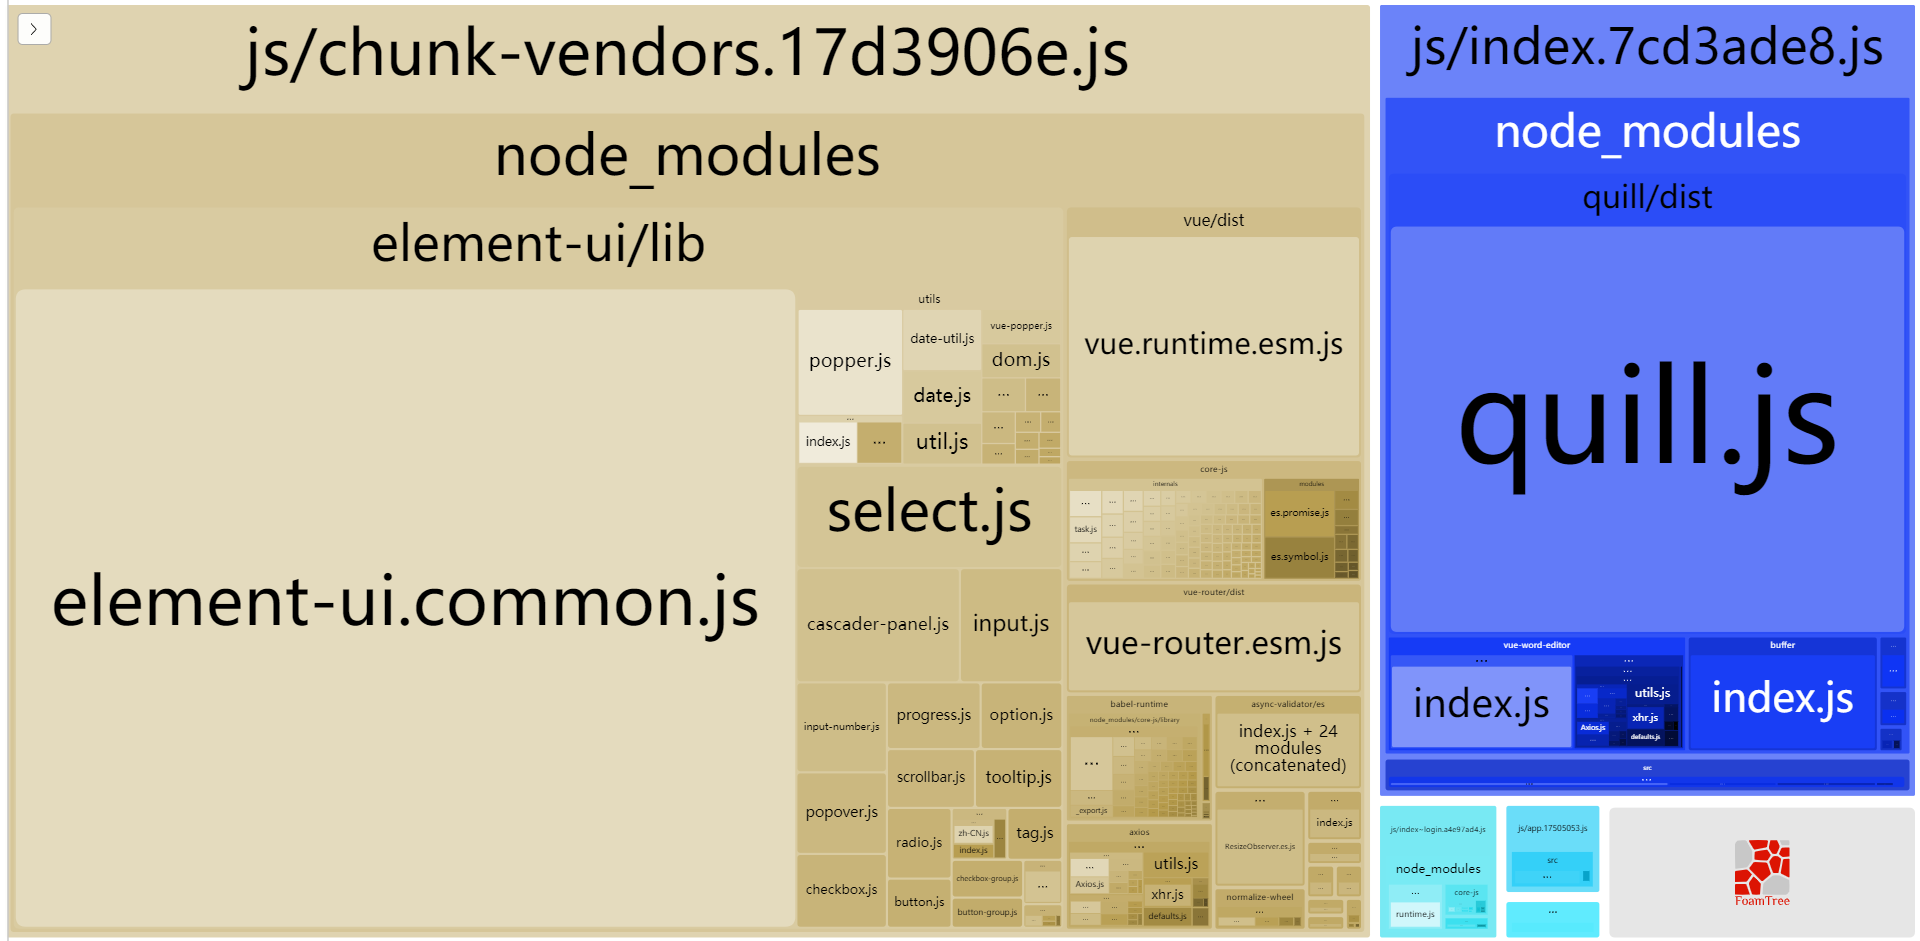 js/chunk-vendors.17d3906e.js
node_modules
element-ui/lib
element-ui.common.js
utils
popper.js
date-util.js
vue-popper.js
dom.js
date.js
...
...
...
index.js
...
util.js
...
select.js
cascader-panel.js
input.js
input-number.js
progress.js
option.js
scrollbar.js
tooltip.js
popover.js
radio.js
zh-CN.js
index.js
tag.js
checkbox.js
button.js
checkbox-group.js
button-group.js
...
vue/dist
vue.runtime.esm.js
core-js
internals
modules
task.js
es.promise.js
es.symbol.js
vue-router/dist
vue-router.esm.js
babel-runtime
node_modules/core-js/library
...
...
_export.js
async-validator/es
index.js + 24
modules
(concatenated)
axios
...
utils.js
Axios.js
xhr.js
defaults.js
...
ResizeObserver.es.js
...
index.js
normalize-wheel
...
js/index.7cd3ade8.js
node_modules
quill/dist
quill.js
vue-word-editor
...
index.js
...
utils.js
Axios.js
xhr.js
defaults.js
buffer
index.js
src
...
js/index~login.a4e97ad4.js
node_modules
...
runtime.js
core-js
js/app.17505053.js
src
...
...
FoamTree